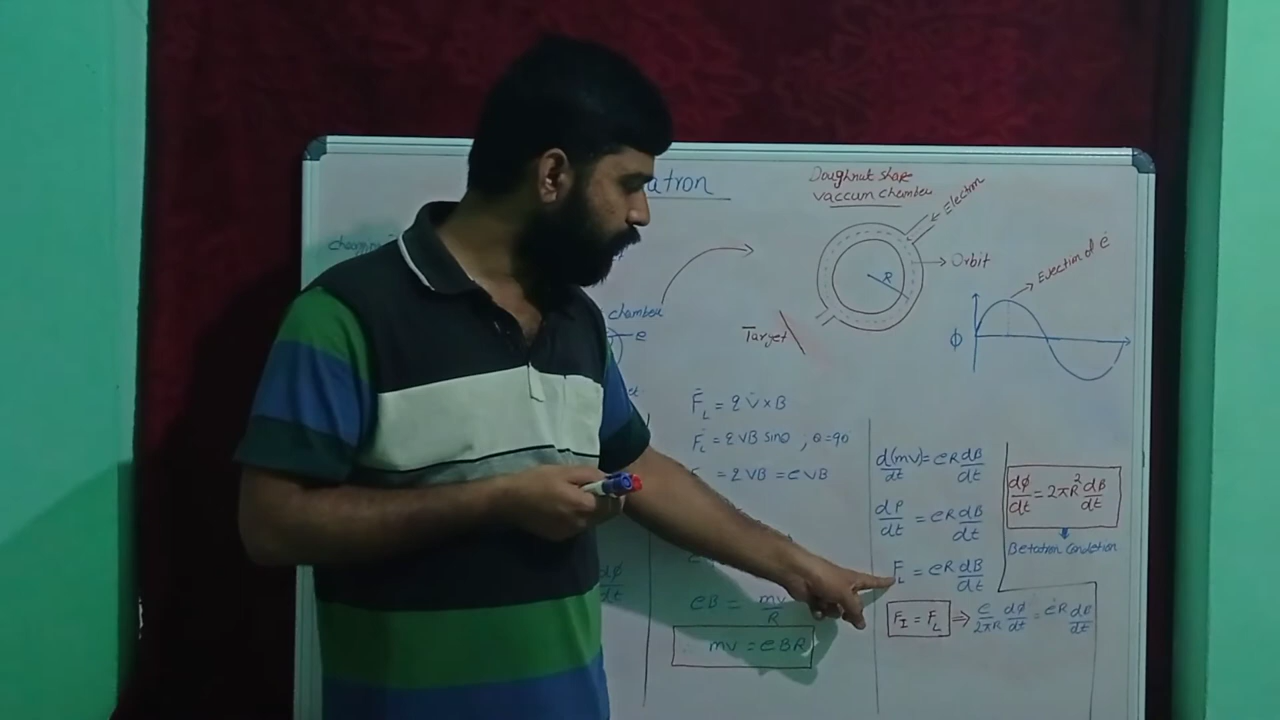 atron
Doughnut shape
vaccum chamber
Electron
Orbit
R
Target
Ejection of e
ϕ
chamber
e
F_L = q V × B
F_L = q VB sinθ ; θ = 90
= q VB = e VB
dϕ/dt
eB = mv/R
mv = eBR
d(mv)/dt = eR dB/dt
dP/dt = eR dB/dt
F_L = eR dB/dt
F_I = F_L ⇒ e/2πR dϕ/dt = eR dB/dt
dϕ/dt = 2πR² dB/dt
Betatron Condition